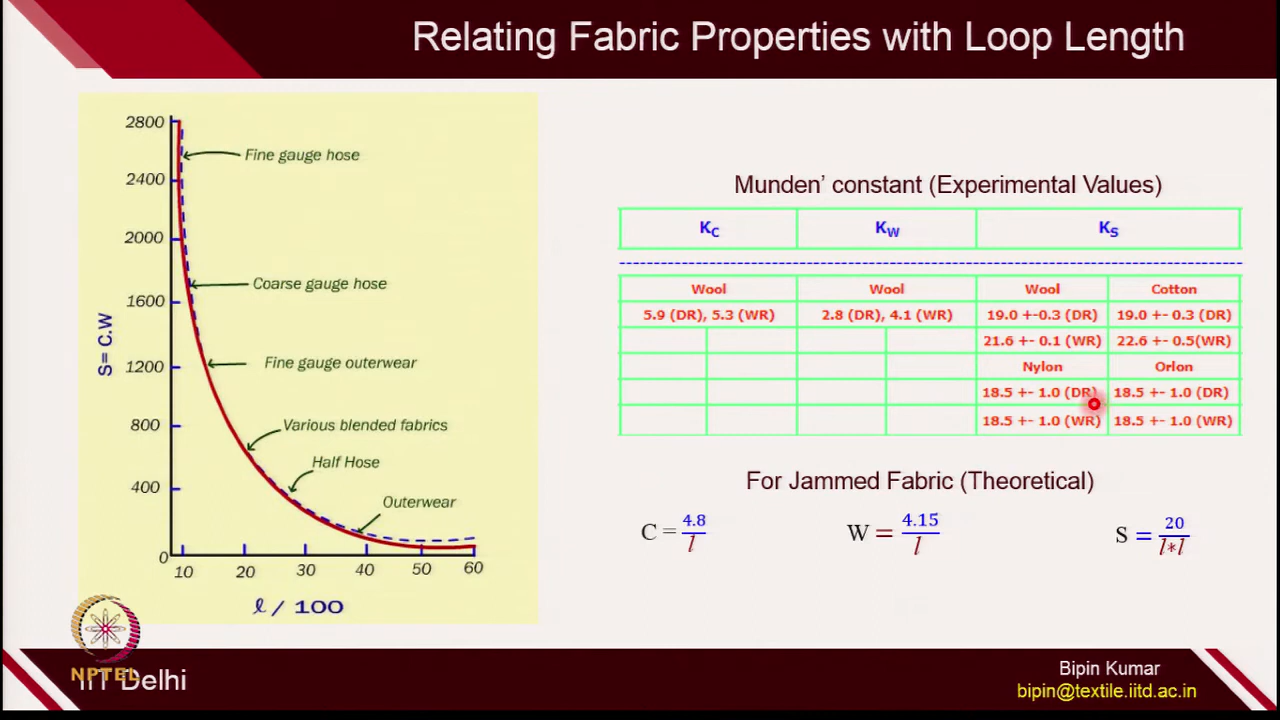 Relating Fabric Properties with Loop Length
2800
2400
2000
1600
1200
800
400
0
S= C.W
Fine gauge hose
Coarse gauge hose
Fine gauge outerwear
Various blended fabrics
Half Hose
Outerwear
10 20 30 40 50 60
ℓ / 100
Munden’ constant (Experimental Values)
K_C K_W K_S
Wool Wool Wool Cotton
5.9 (DR), 5.3 (WR) 2.8 (DR), 4.1 (WR) 19.0 +-0.3 (DR) 19.0 +- 0.3 (DR)
21.6 +- 0.1 (WR) 22.6 +- 0.5(WR)
Nylon Orlon
18.5 +- 1.0 (DR) 18.5 +- 1.0 (DR)
18.5 +- 1.0 (WR) 18.5 +- 1.0 (WR)
For Jammed Fabric (Theoretical)
C = 4.8/l W = 4.15/l S = 20/l*l
NPTEL
IIT Delhi
Bipin Kumar
bipin@textile.iitd.ac.in